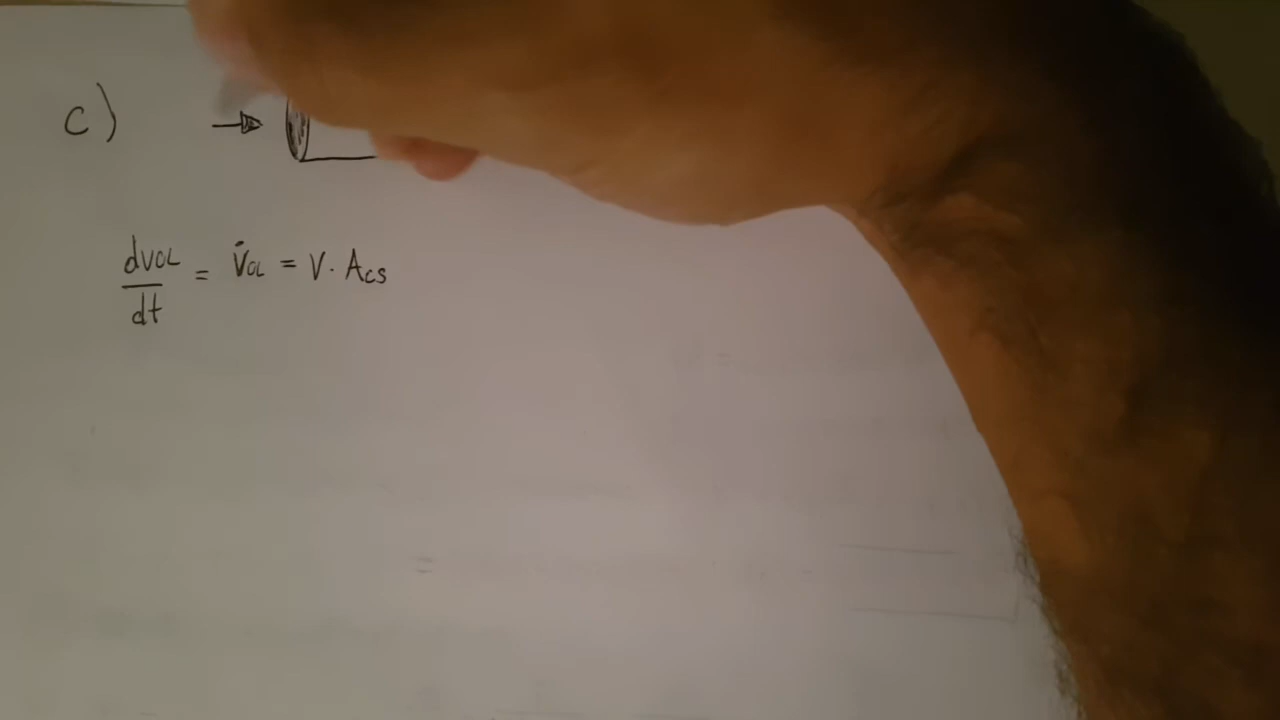 c)
dVOL/dt = V̇OL = V · Acs